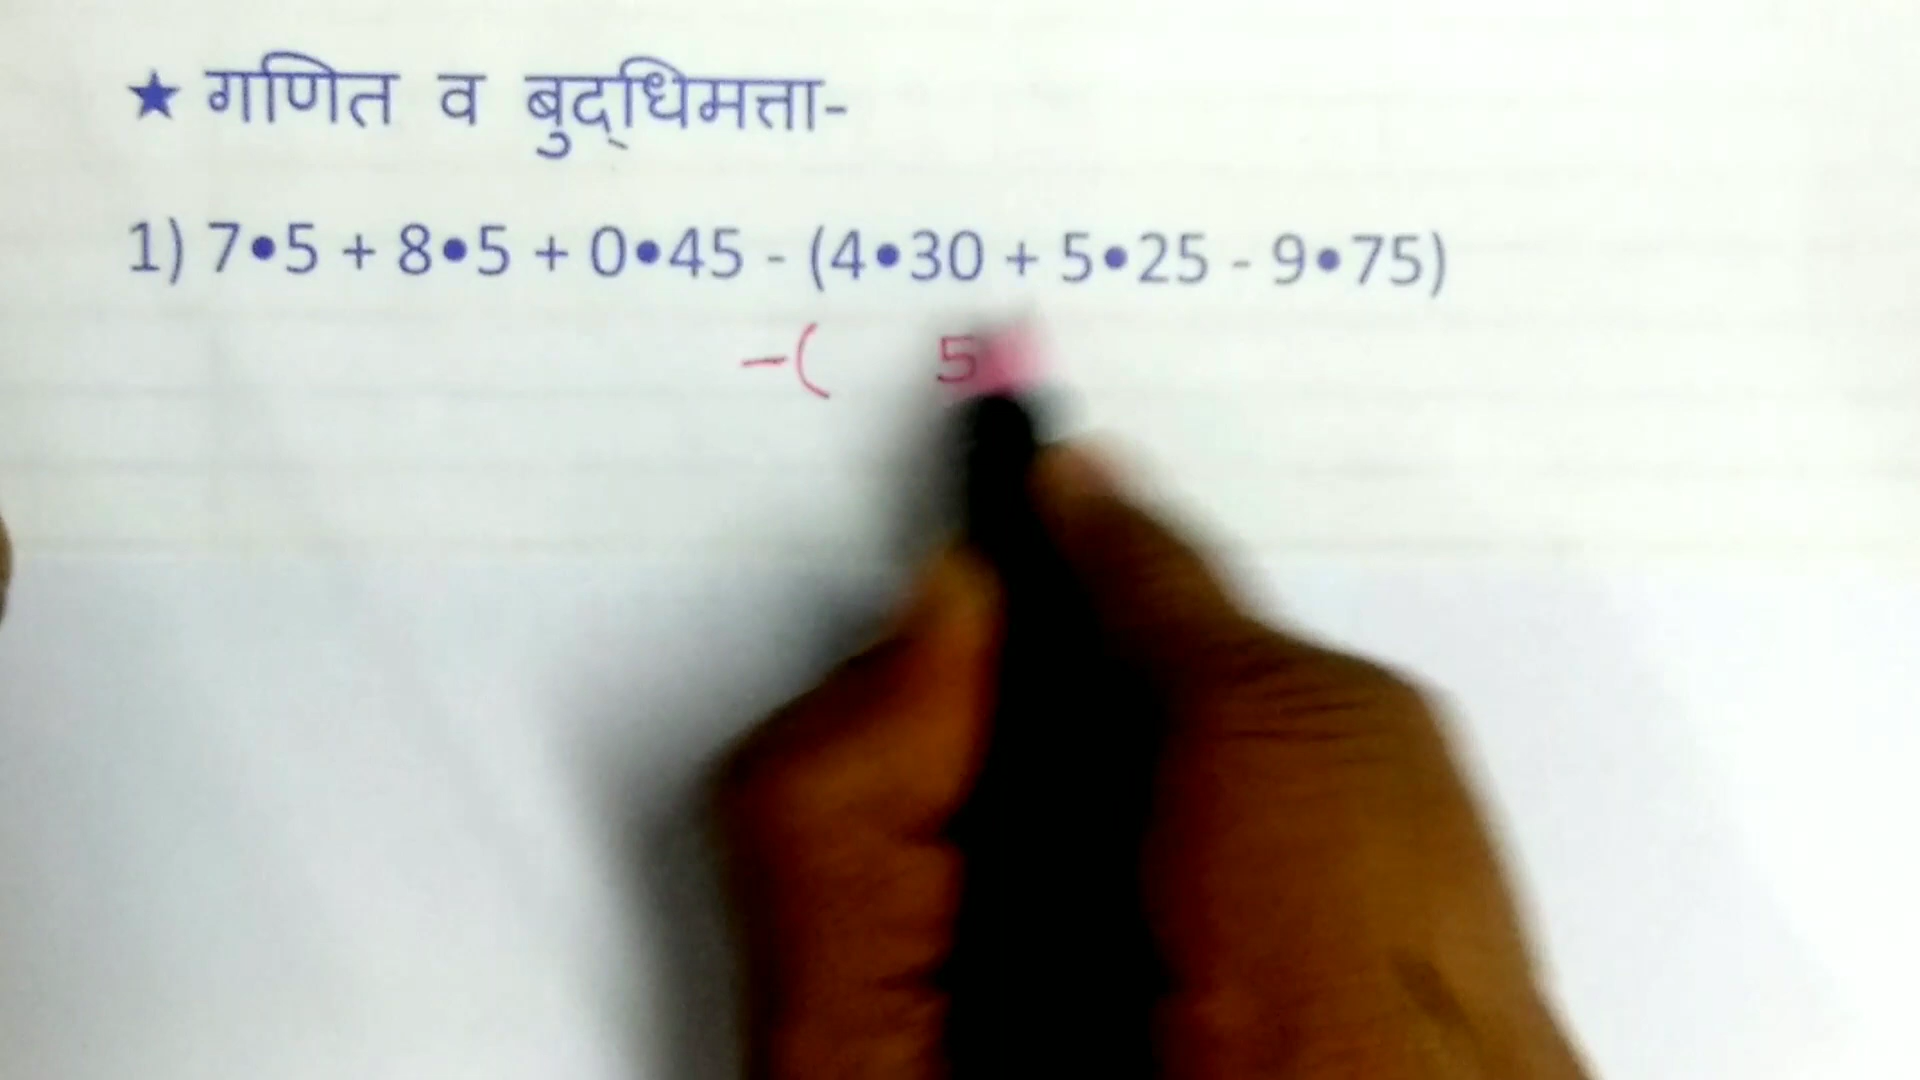 ★ गणित व बुद्‌धिमत्ता-
1) 7•5 + 8•5 + 0•45 - (4•30 + 5•25 - 9•75)
-( 5